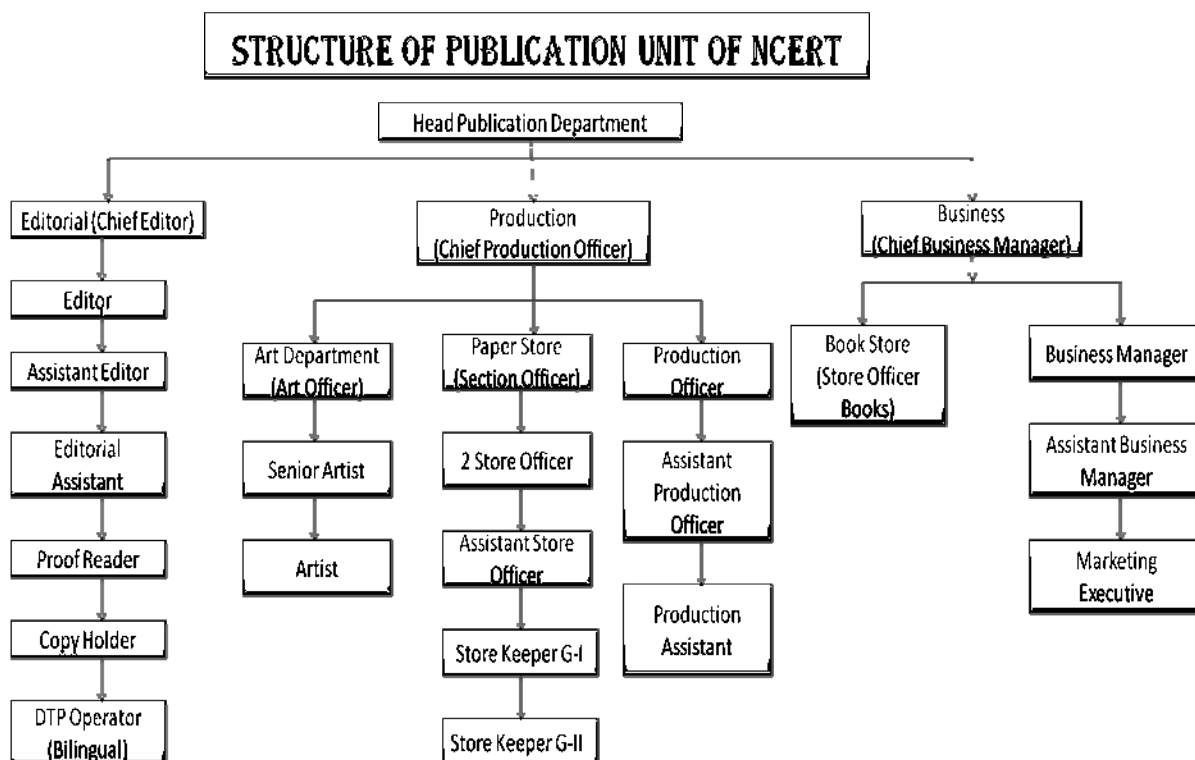 STRUCTURE OF PUBLICATION UNIT OF NCERT
Head Publication Department
Editorial (Chief Editor)
Editor
Assistant Editor
Editorial
Assistant
Proof Reader
Copy Holder
DTP Operator
(Bilingual)
Production
(Chief Production Officer)
Art Department
(Art Officer)
Senior Artist
Artist
Paper Store
(Section Officer)
2 Store Officer
Assistant Store
Officer
Store Keeper G-I
Store Keeper G-II
Production
Officer
Assistant
Production
Officer
Production
Assistant
Business
(Chief Business Manager)
Book Store
(Store Officer
Books)
Business Manager
Assistant Business
Manager
Marketing
Executive